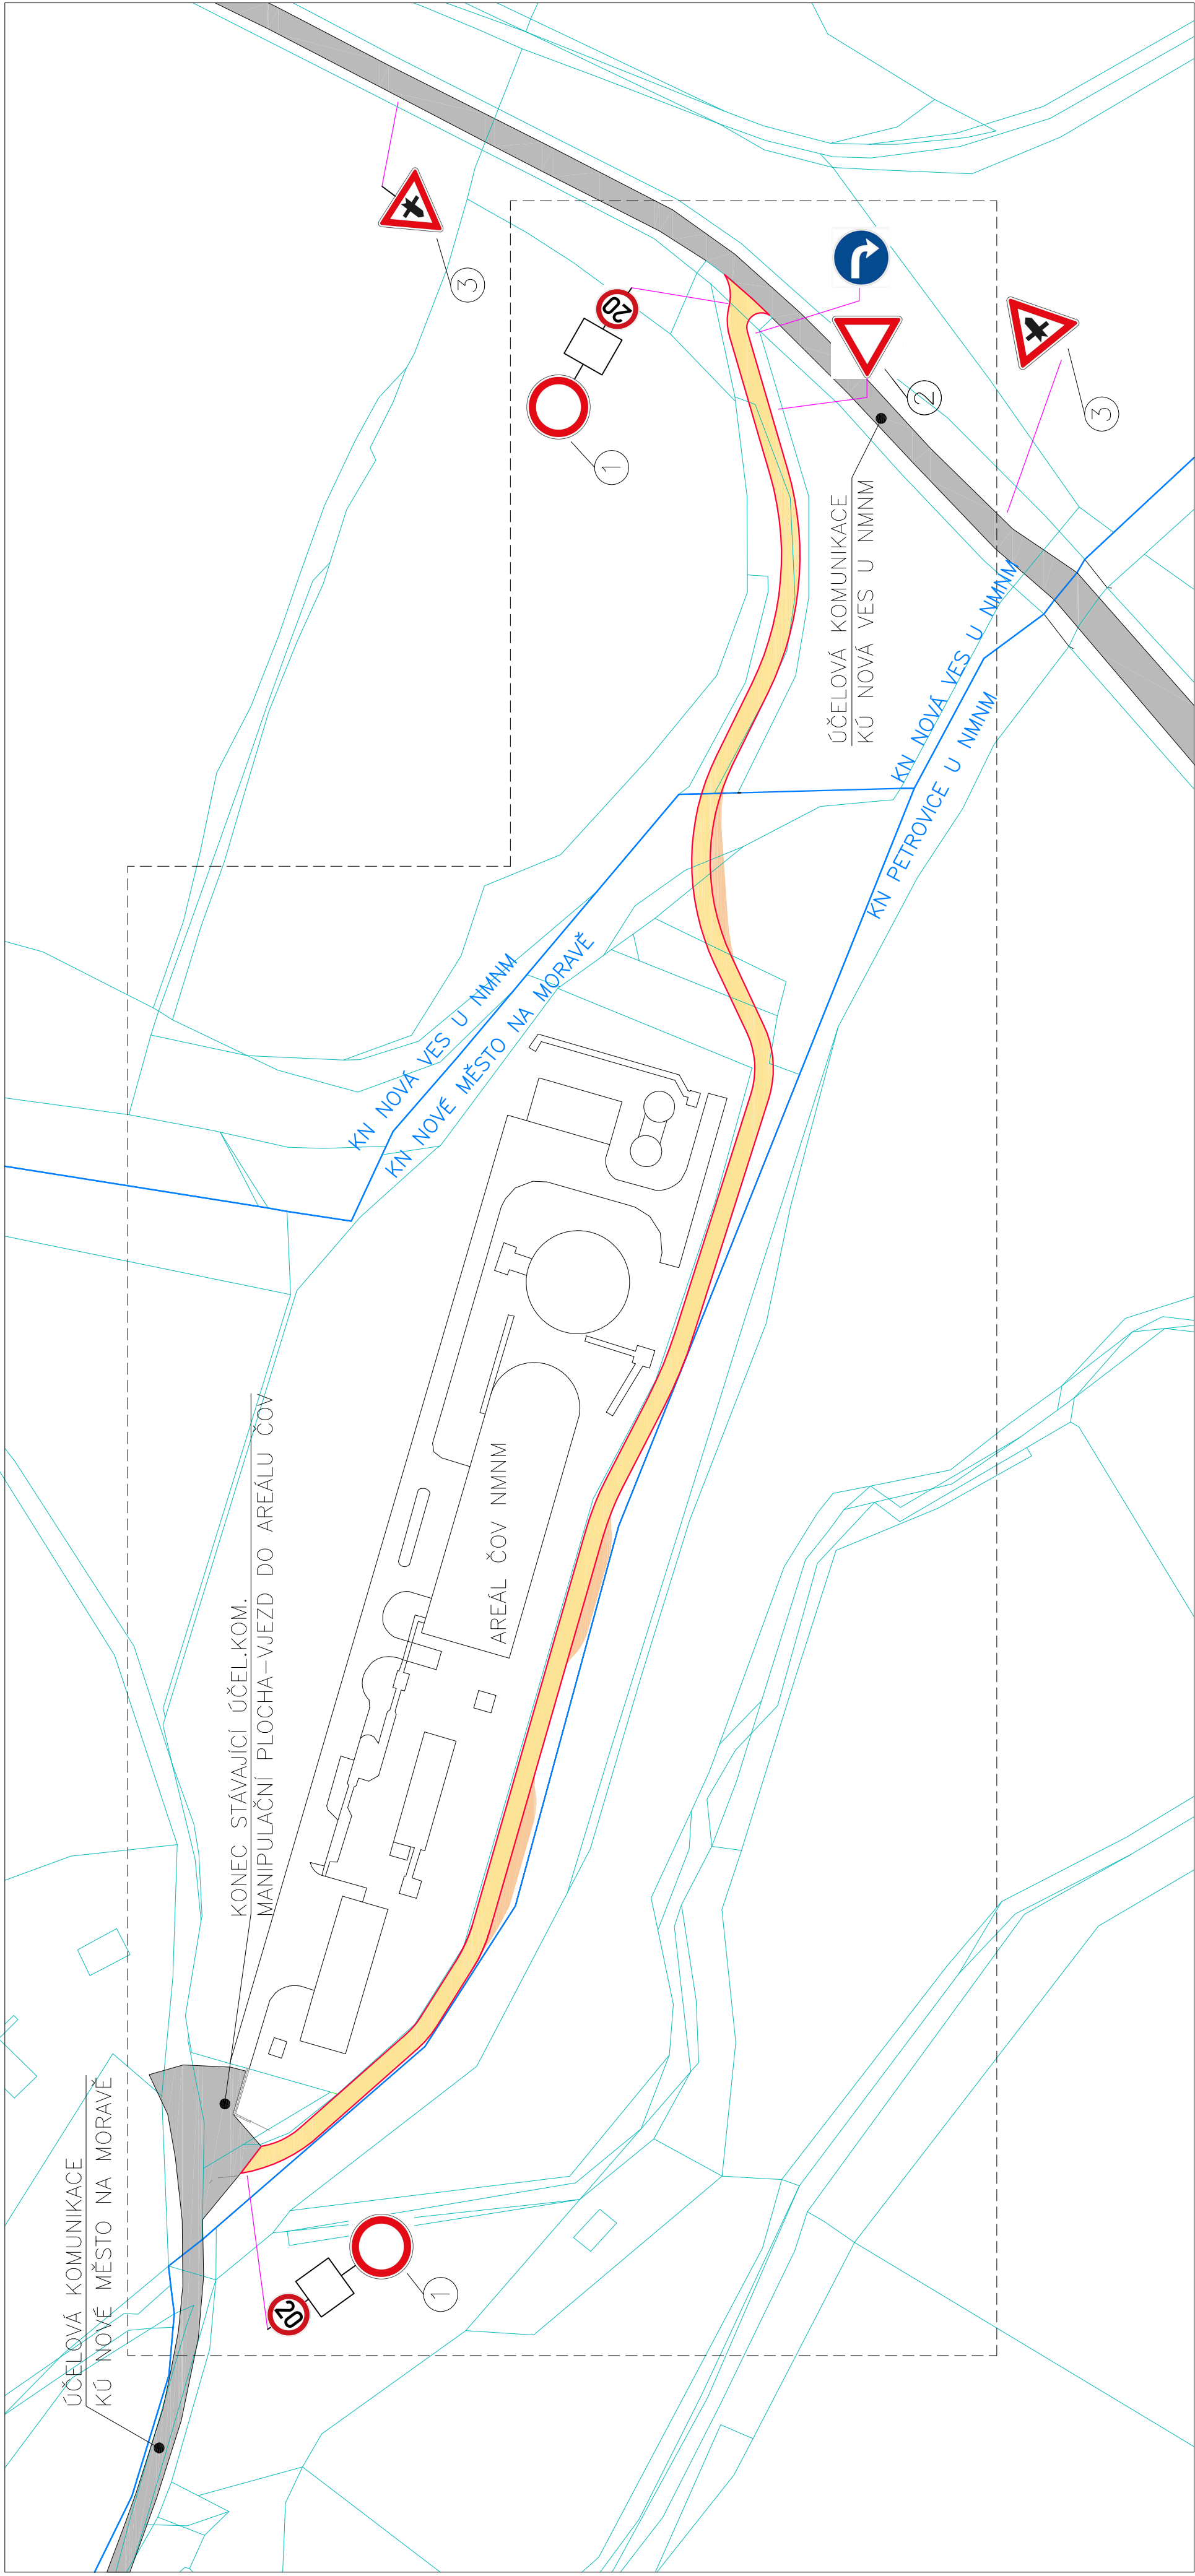 ÚČELOVÁ KOMUNIKACE
KÚ NOVÉ MĚSTO NA MORAVĚ
KONEC STÁVAJÍCÍ ÚČEL.KOM.
MANIPULAČNÍ PLOCHA-VJEZD DO AREÁLU ČOV
AREÁL ČOV NMNM
KN NOVÁ VES U NMNM
KN NOVÉ MĚSTO NA MORAVĚ
KN NOVÁ VES U NMNM
KN PETROVICE U NMNM
ÚČELOVÁ KOMUNIKACE
KÚ NOVÁ VES U NMNM
20
1
20
1
2
3
3